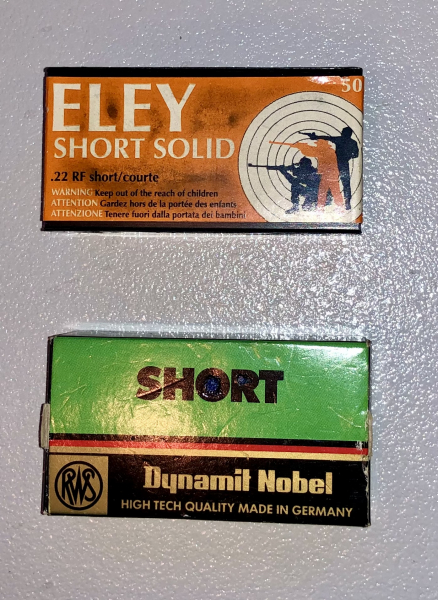 50
ELEY
SHORT SOLID
.22 RF short/courte
WARNING Keep out of the reach of children
ATTENTION Gardez hors de la portée des enfants
ATTENZIONE Tenere fuori dalla portata dei bambini
SHORT
RWS
Dynamit Nobel
HIGH TECH QUALITY MADE IN GERMANY